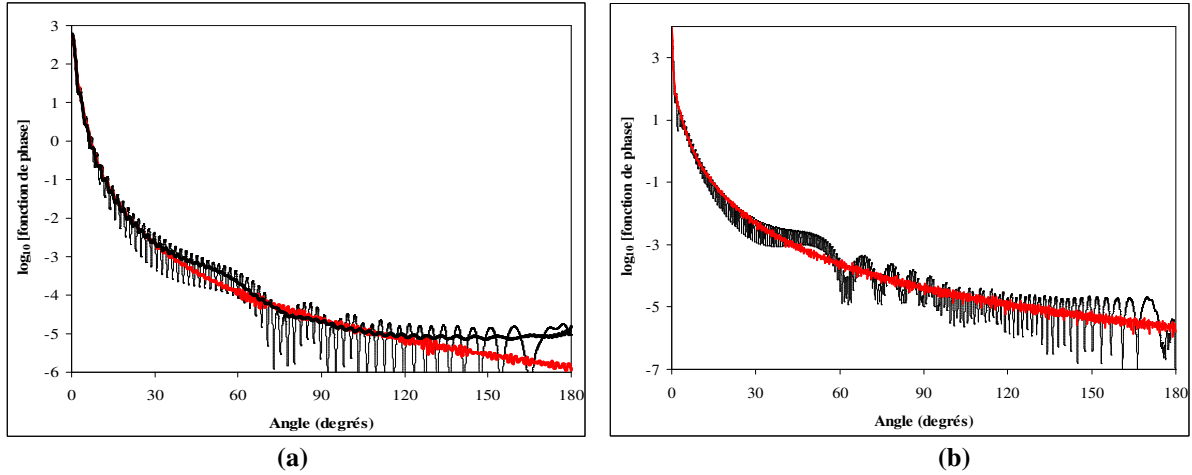 3
2
1
0
-1
-2
-3
-4
-5
-6
log₁₀ [fonction de phase]
0 30 60 90 120 150 180
Angle (degrés)
(a)
3
1
-1
-3
-5
-7
log₁₀ [fonction de phase]
0 30 60 90 120 150 180
Angle (degrés)
(b)